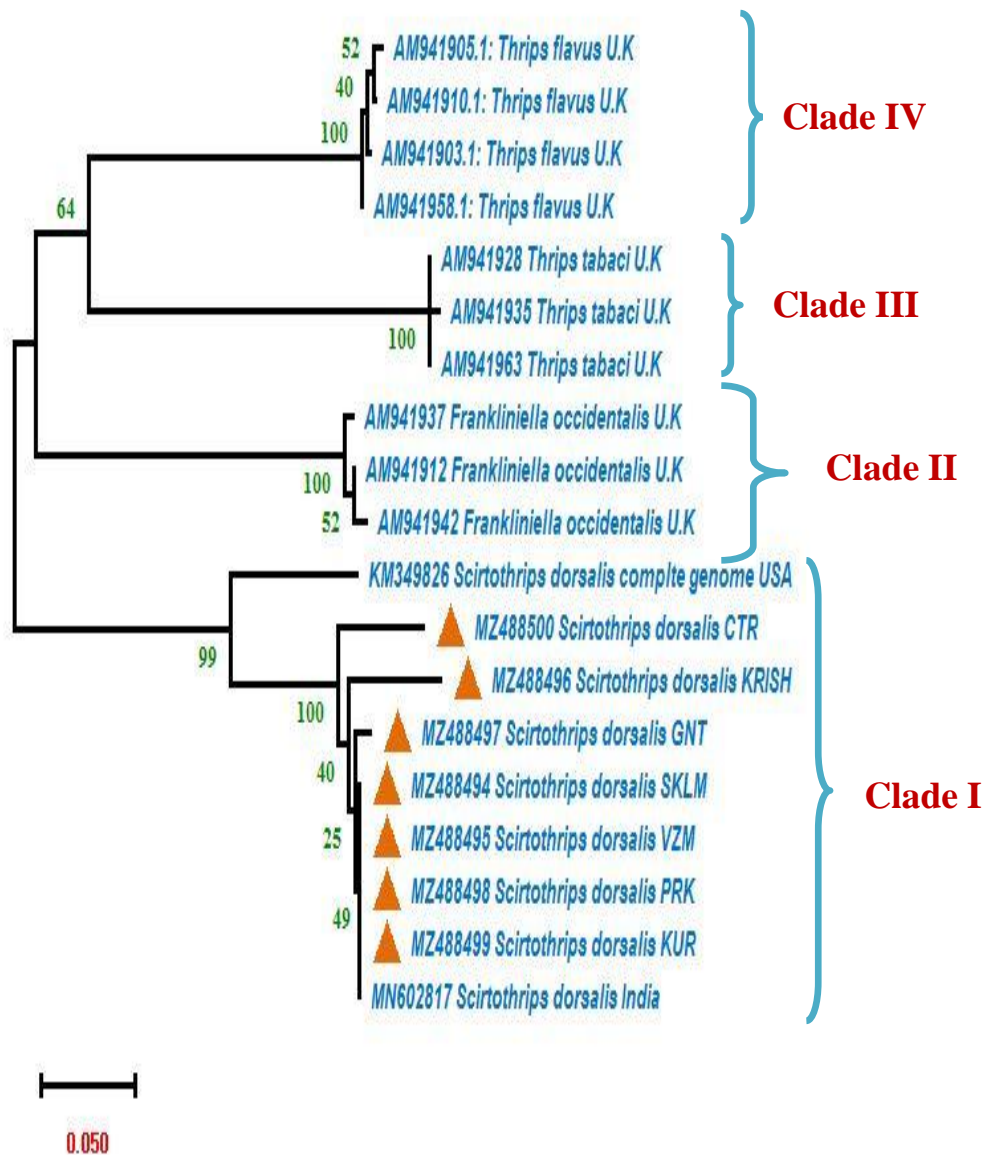 52
AM941905.1: Thrips flavus U.K
40
AM941910.1: Thrips flavus U.K
Clade IV
100
AM941903.1: Thrips flavus U.K
64
AM941958.1: Thrips flavus U.K
AM941928 Thrips tabaci U.K
AM941935 Thrips tabaci U.K
Clade III
100
AM941963 Thrips tabaci U.K
AM941937 Frankliniella occidentalis U.K
AM941912 Frankliniella occidentalis U.K
Clade II
100
52
AM941942 Frankliniella occidentalis U.K
KM349826 Scirtothrips dorsalis complte genome USA
MZ488500 Scirtothrips dorsalis CTR
99
MZ488496 Scirtothrips dorsalis KRISH
100
MZ488497 Scirtothrips dorsalis GNT
40
MZ488494 Scirtothrips dorsalis SKLM
Clade I
25
MZ488495 Scirtothrips dorsalis VZM
MZ488498 Scirtothrips dorsalis PRK
49
MZ488499 Scirtothrips dorsalis KUR
MN602817 Scirtothrips dorsalis India
0.050